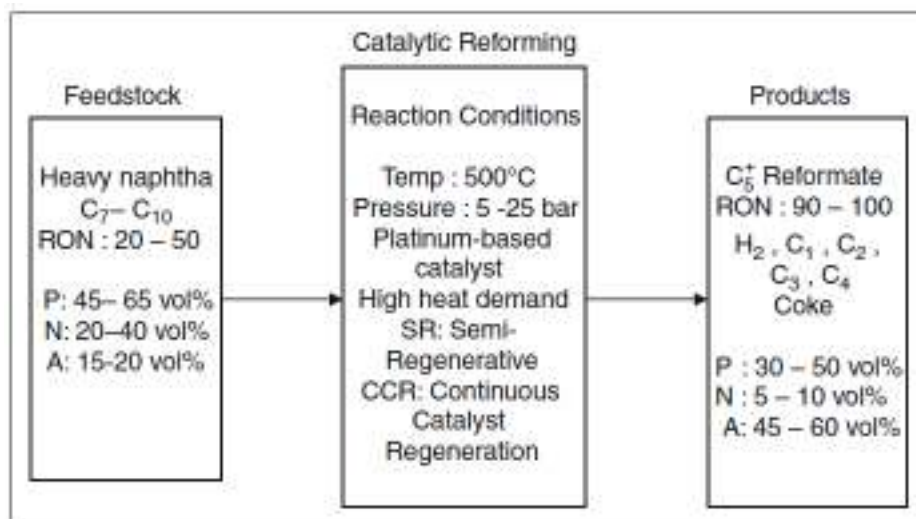 Feedstock
Heavy naphtha
C₇– C₁₀
RON : 20 – 50
P: 45– 65 vol%
N: 20–40 vol%
A: 15-20 vol%
Catalytic Reforming
Reaction Conditions
Temp : 500°C
Pressure : 5 -25 bar
Platinum-based
catalyst
High heat demand
SR: Semi-
Regenerative
CCR: Continuous
Catalyst
Regeneration
Products
C₅⁺ Reformate
RON : 90 – 100
H₂ , C₁ , C₂ ,
C₃ , C₄
Coke
P : 30 – 50 vol%
N : 5 – 10 vol%
A: 45 – 60 vol%